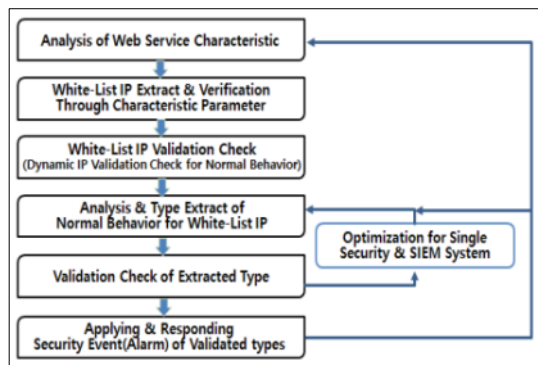 Analysis of Web Service Characteristic
White-List IP Extract & Verification
Through Characteristic Parameter
White-List IP Validation Check
(Dynamic IP Validation Check for Normal Behavior)
Analysis & Type Extract of
Normal Behavior for White-List IP
Optimization for Single
Security & SIEM System
Validation Check of Extracted Type
Applying & Responding
Security Event(Alarm) of Validated types